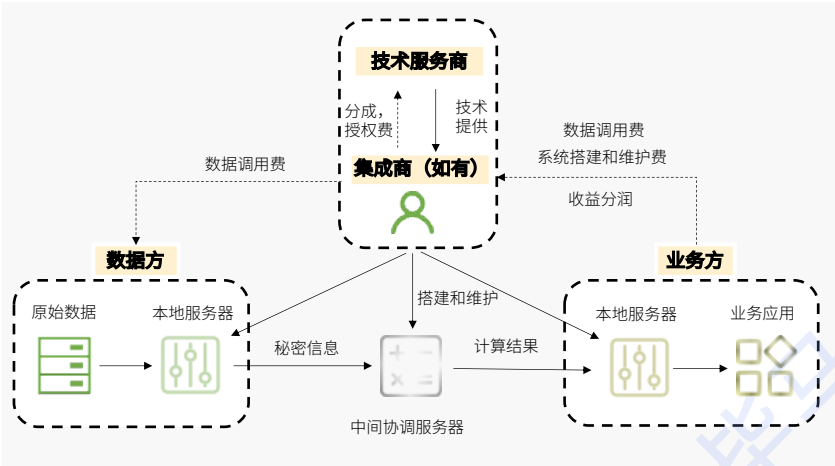 技术服务商
分成，
授权费
技术
提供
集成商（如有）
数据调用费
数据调用费
系统搭建和维护费
收益分润
数据方
业务方
原始数据
本地服务器
搭建和维护
本地服务器
业务应用
秘密信息
计算结果
中间协调服务器